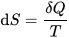 dS = δQ / T